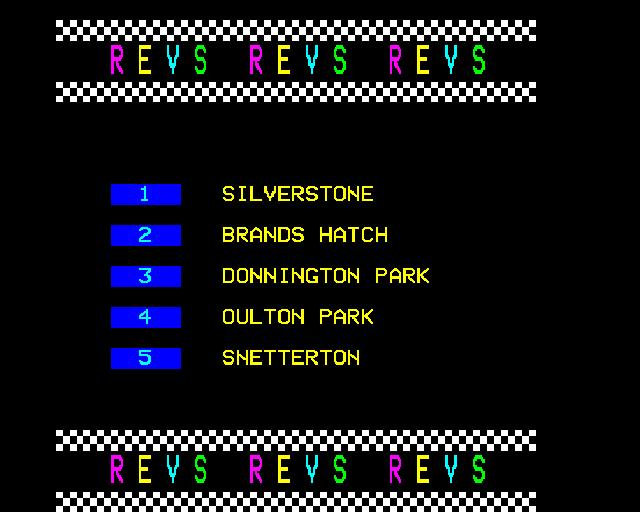 REVS REVS REVS
1 SILVERSTONE
2 BRANDS HATCH
3 DONNINGTON PARK
4 OULTON PARK
5 SNETTERTON
REVS REVS REVS